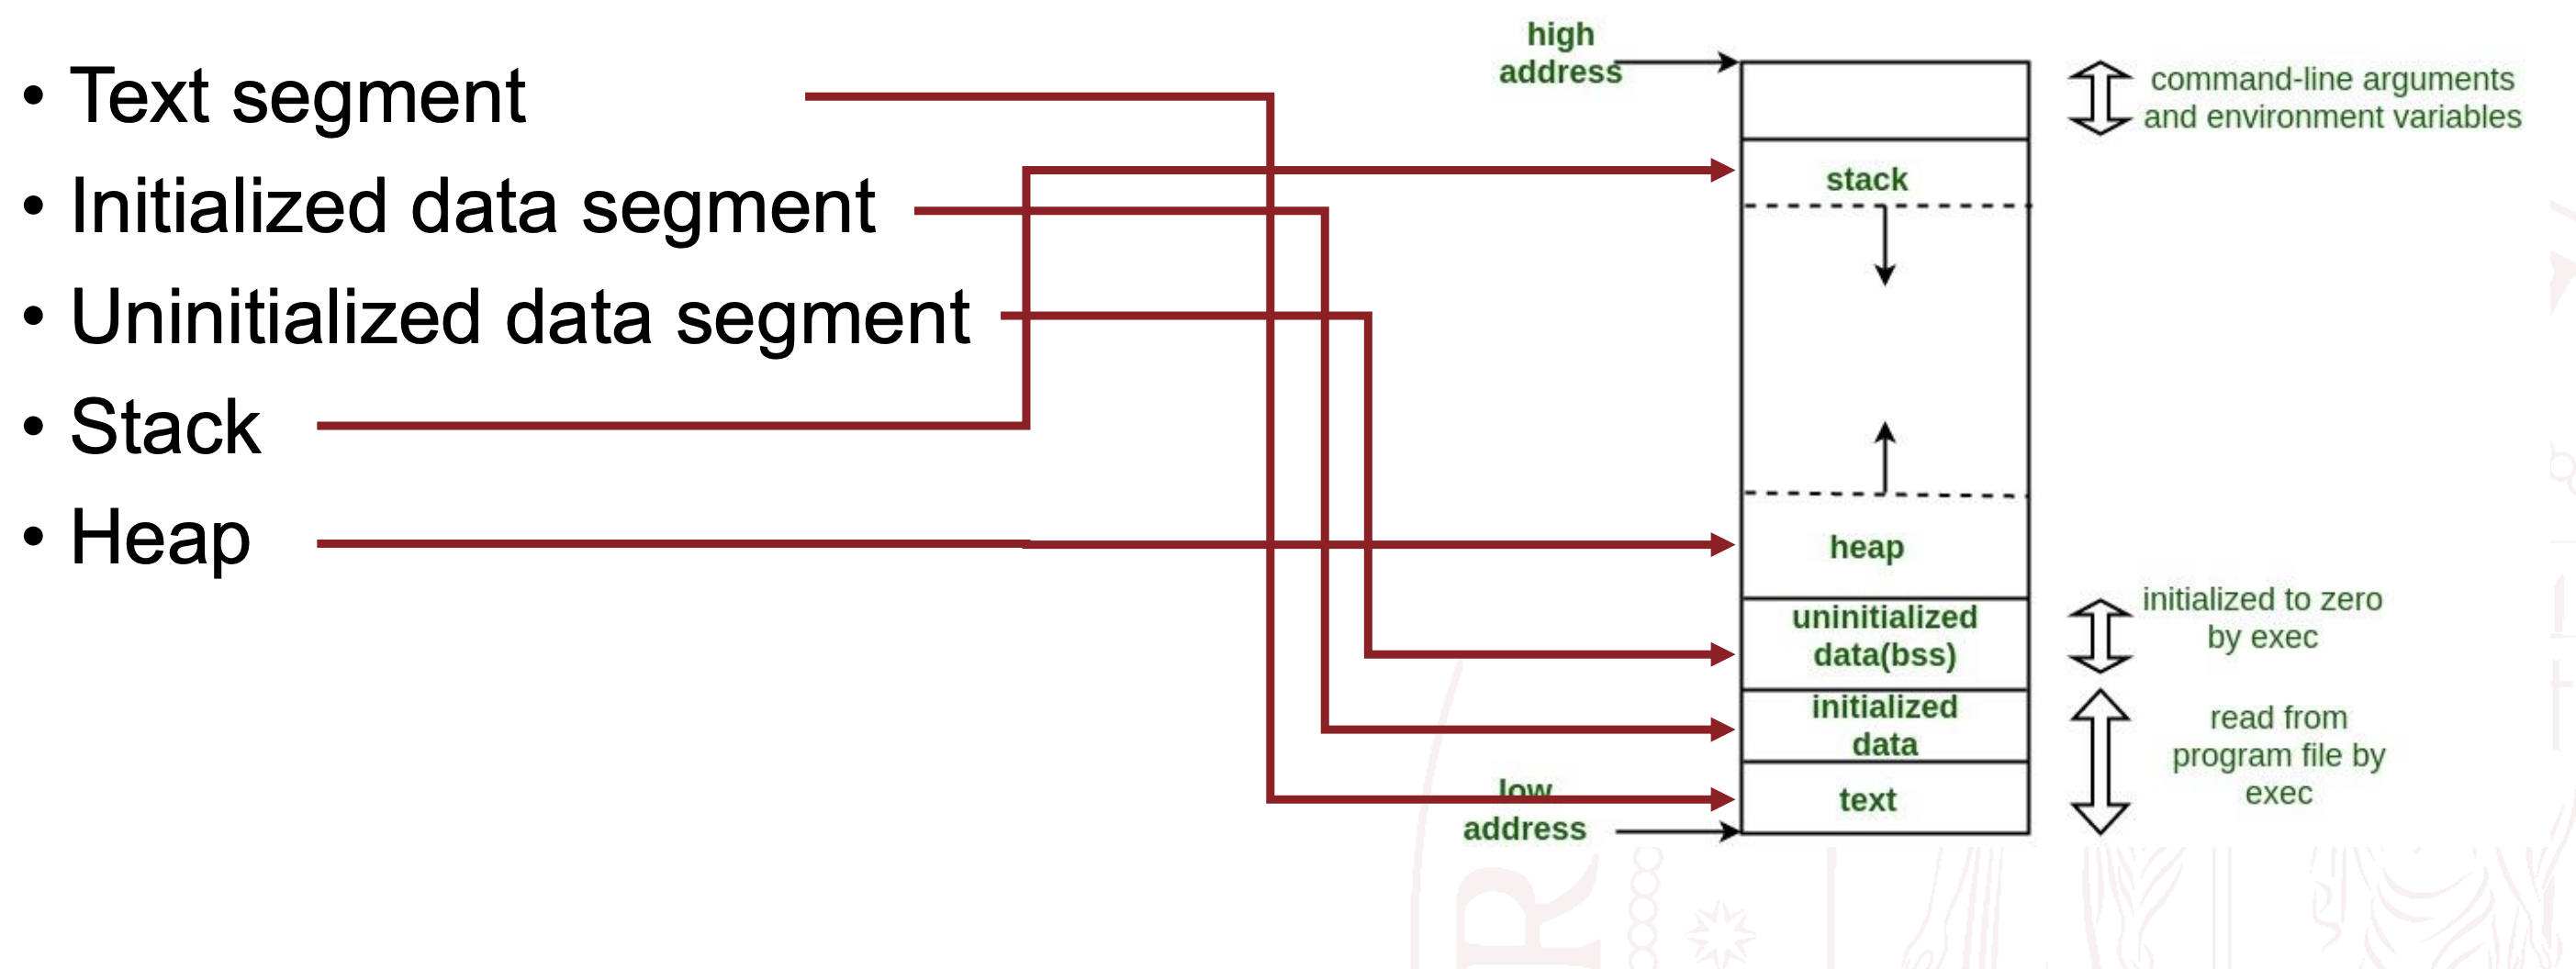 • Text segment
• Initialized data segment
• Uninitialized data segment
• Stack
• Heap
high
address
command-line arguments
and environment variables
stack
heap
uninitialized
data(bss)
initialized to zero
by exec
initialized
data
read from
program file by
exec
low
address
text
R